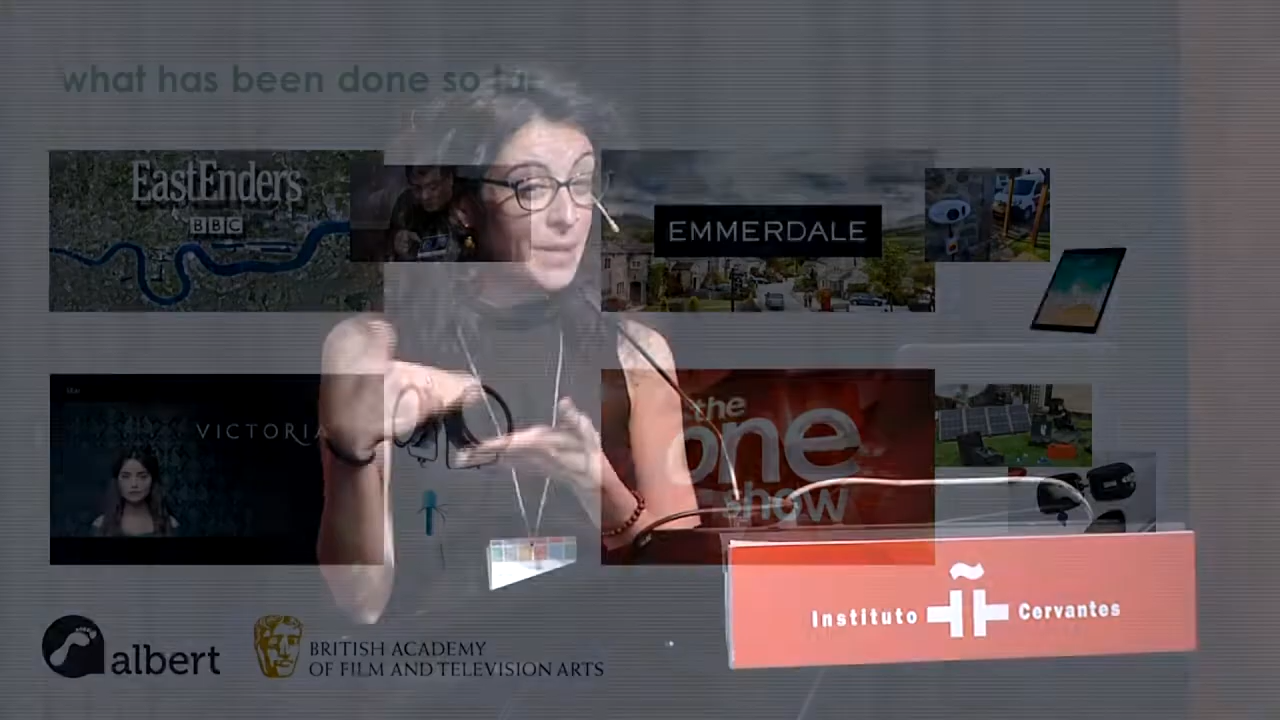 what has been done so far
EastEnders
BBC
EMMERDALE
VICTORIA
the
one
show
Instituto
Cervantes
albert
BRITISH ACADEMY
OF FILM AND TELEVISION ARTS